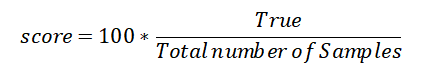 score = 100 * True / Total number of Samples